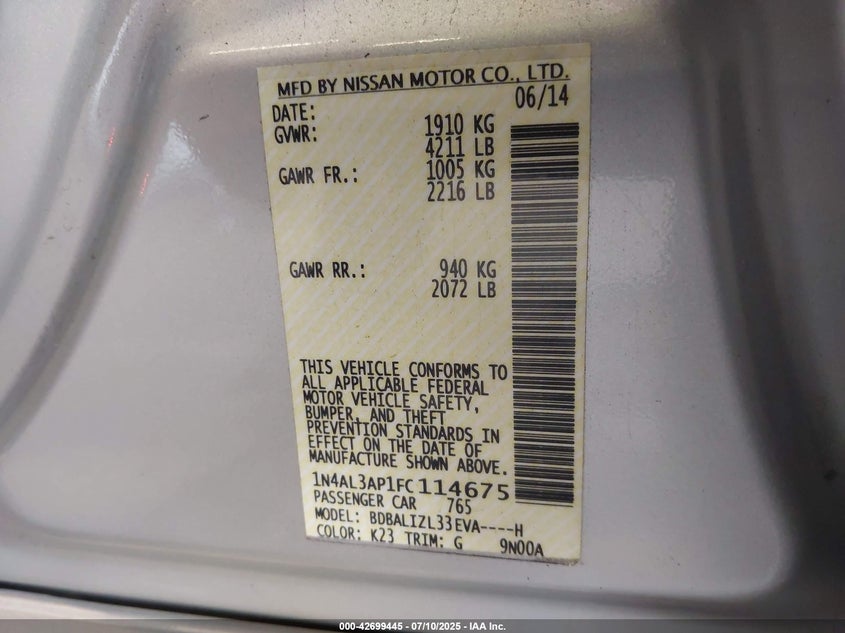 MFD BY NISSAN MOTOR CO., LTD.
DATE: 06/14
GVWR: 1910 KG
4211 LB
GAWR FR.: 1005 KG
2216 LB
GAWR RR.: 940 KG
2072 LB
THIS VEHICLE CONFORMS TO
ALL APPLICABLE FEDERAL
MOTOR VEHICLE SAFETY,
BUMPER, AND THEFT
PREVENTION STANDARDS IN
EFFECT ON THE DATE OF
MANUFACTURE SHOWN ABOVE.
1N4AL3AP1FC114675
PASSENGER CAR 765
MODEL: BDBALIZL33EVA----H
COLOR: K23 TRIM: G 9N00A
000-42699445 - 07/10/2025 - IAA Inc.